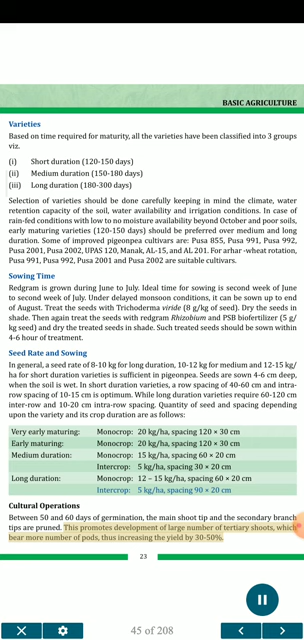 BASIC AGRICULTURE
Varieties
Based on time required for maturity, all the varieties have been classified into 3 groups
viz.
(i) Short duration (120-150 days)
(ii) Medium duration (150-180 days)
(iii) Long duration (180-300 days)
Selection of varieties should be done carefully keeping in mind the climate, water
retention capacity of the soil, water availability and irrigation conditions. In case of
rain-fed conditions with low to no moisture availability beyond October and poor soils,
early maturing varieties (120-150 days) should be preferred over medium and long
duration. Some of improved pigeonpea cultivars are: Pusa 855, Pusa 991, Pusa 992,
Pusa 2001, Pusa 2002, UPAS 120, Manak, AL-15, and AL 201. For arhar -wheat rotation,
Pusa 991, Pusa 992, Pusa 2001 and Pusa 2002 are suitable cultivars.
Sowing Time
Redgram is grown during June to July. Ideal time for sowing is second week of June
to second week of July. Under delayed monsoon conditions, it can be sown up to end
of August. Treat the seeds with Trichoderma viride (8 g/kg of seed). Dry the seeds in
shade. Then again treat the seeds with redgram Rhizobium and PSB biofertilizer (5 g/
kg seed) and dry the treated seeds in shade. Such treated seeds should be sown within
4-6 hour of treatment.
Seed Rate and Sowing
In general, a seed rate of 8-10 kg for long duration, 10-12 kg for medium and 12-15 kg/
ha for short duration varieties is sufficient in pigeonpea. Seeds are sown 4-6 cm deep,
when the soil is wet. In short duration varieties, a row spacing of 40-60 cm and intra-
row spacing of 10-15 cm is optimum. While long duration varieties require 60-120 cm
inter-row and 10-20 cm intra-row spacing. Quantity of seed and spacing depending
upon the variety and its crop duration are as follows:
Very early maturing: Monocrop: 20 kg/ha, spacing 120 × 30 cm
Early maturing: Monocrop: 20 kg/ha, spacing 120 × 30 cm
Medium duration: Monocrop: 15 kg/ha, spacing 60 × 20 cm
Intercrop: 5 kg/ha, spacing 30 × 20 cm
Long duration: Monocrop: 12 – 15 kg/ha, spacing 60 × 20 cm
Intercrop: 5 kg/ha, spacing 90 × 20 cm
Cultural Operations
Between 50 and 60 days of germination, the main shoot tip and the secondary branch
tips are pruned. This promotes development of large number of tertiary shoots, which
bear more number of pods, thus increasing the yield by 30-50%.
23
45 of 208